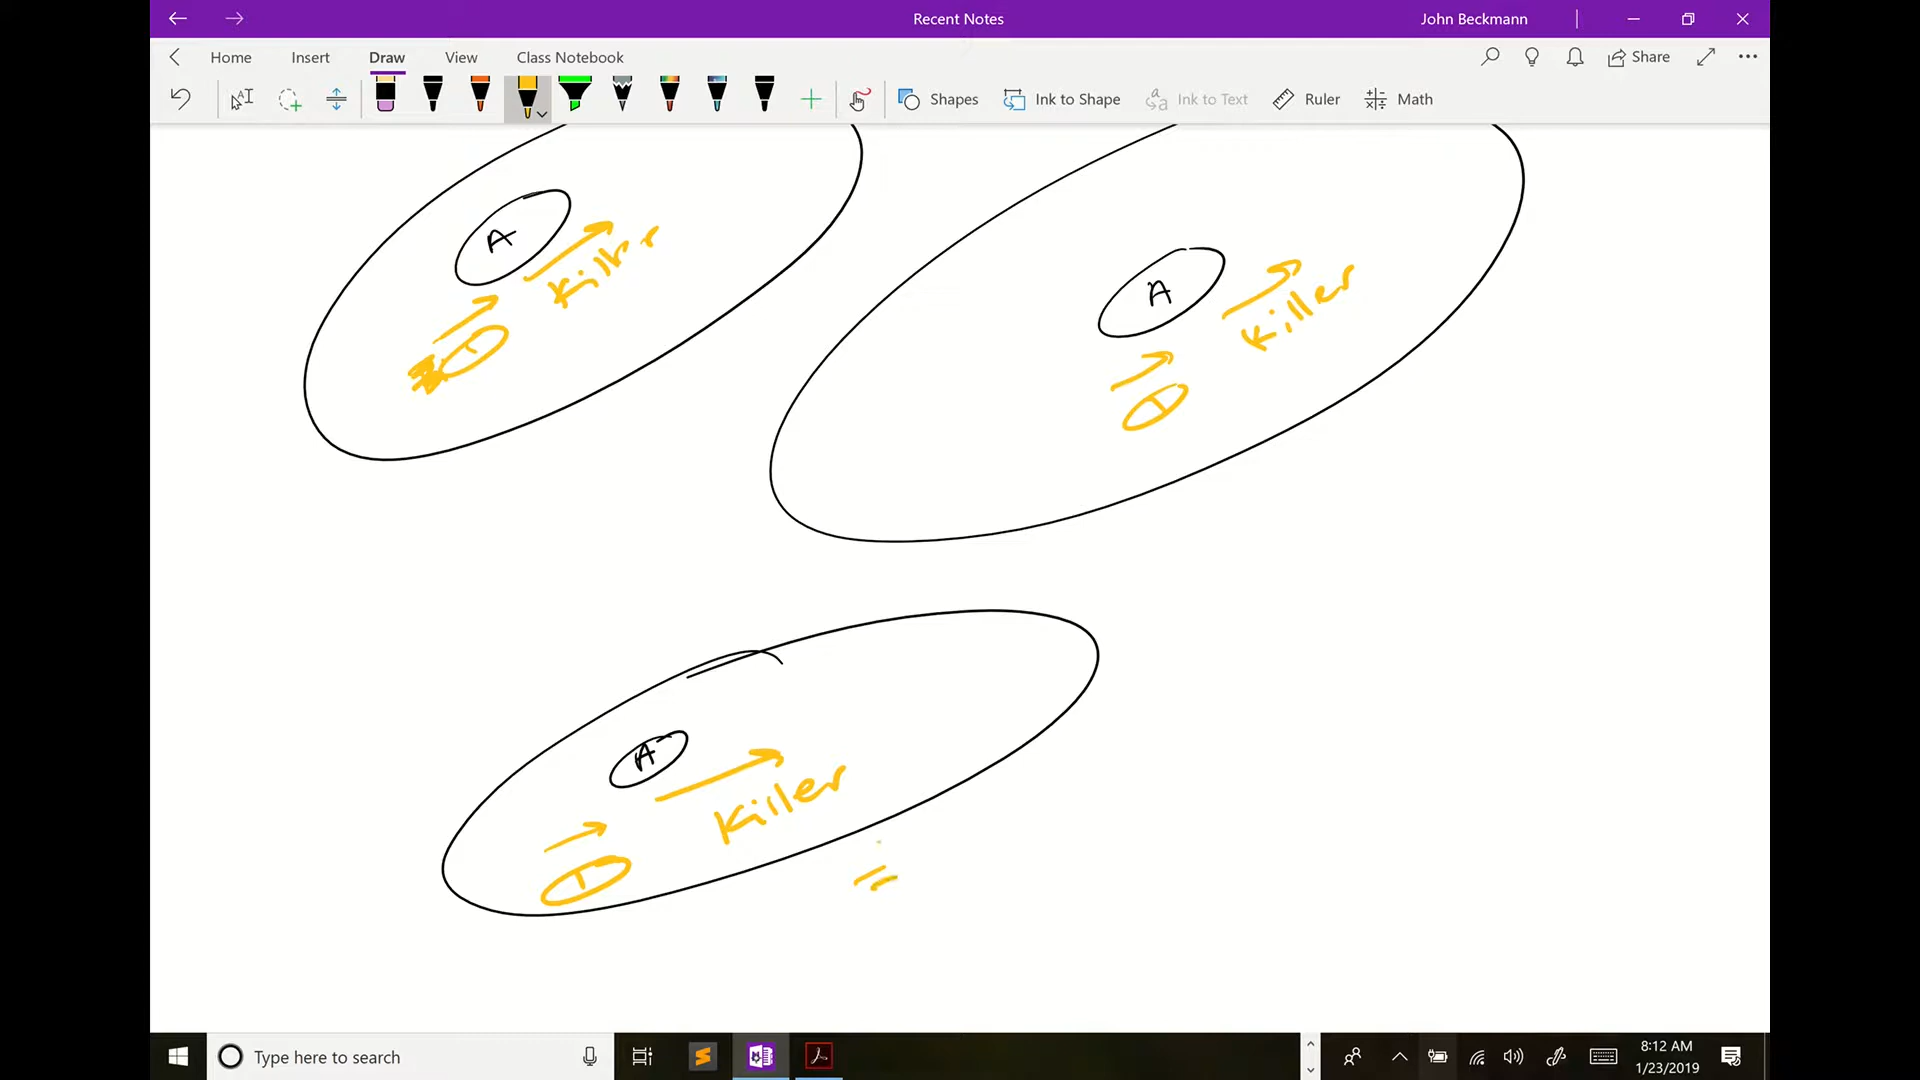 Recent Notes
John Beckmann
Home Insert Draw View Class Notebook
Share
Shapes
Ink to Shape
Ink to Text
Ruler
Math
A
Killer
A
Killer
T
A
Killer
T
Type here to search
8:12 AM
1/23/2019